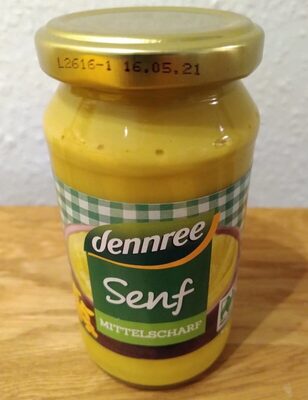 L2616-1 16.05.21
dennree
Senf
MITTELSCHARF